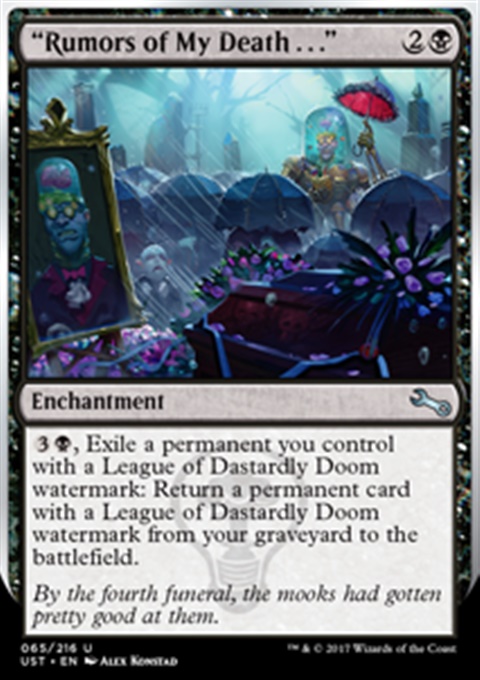 “Rumors of My Death . . .” 2
Enchantment
3, Exile a permanent you control
with a League of Dastardly Doom
watermark: Return a permanent card
with a League of Dastardly Doom
watermark from your graveyard to the
battlefield.
By the fourth funeral, the mooks had gotten
pretty good at them.
065/216 U
UST • EN Alex Konstad
™ & © 2017 Wizards of the Coast